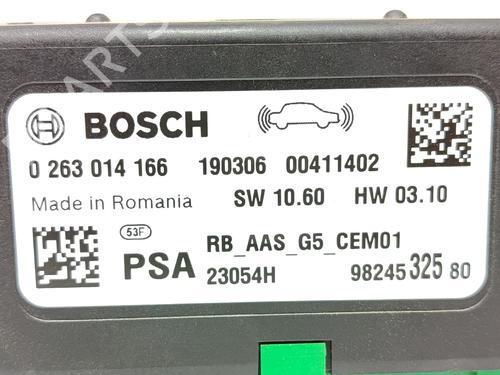 BOSCH
0 263 014 166 190306 00411402
Made in Romania SW 10.60 HW 03.10
53F RB_AAS_G5_CEM01
PSA 23054H 98245 325 80